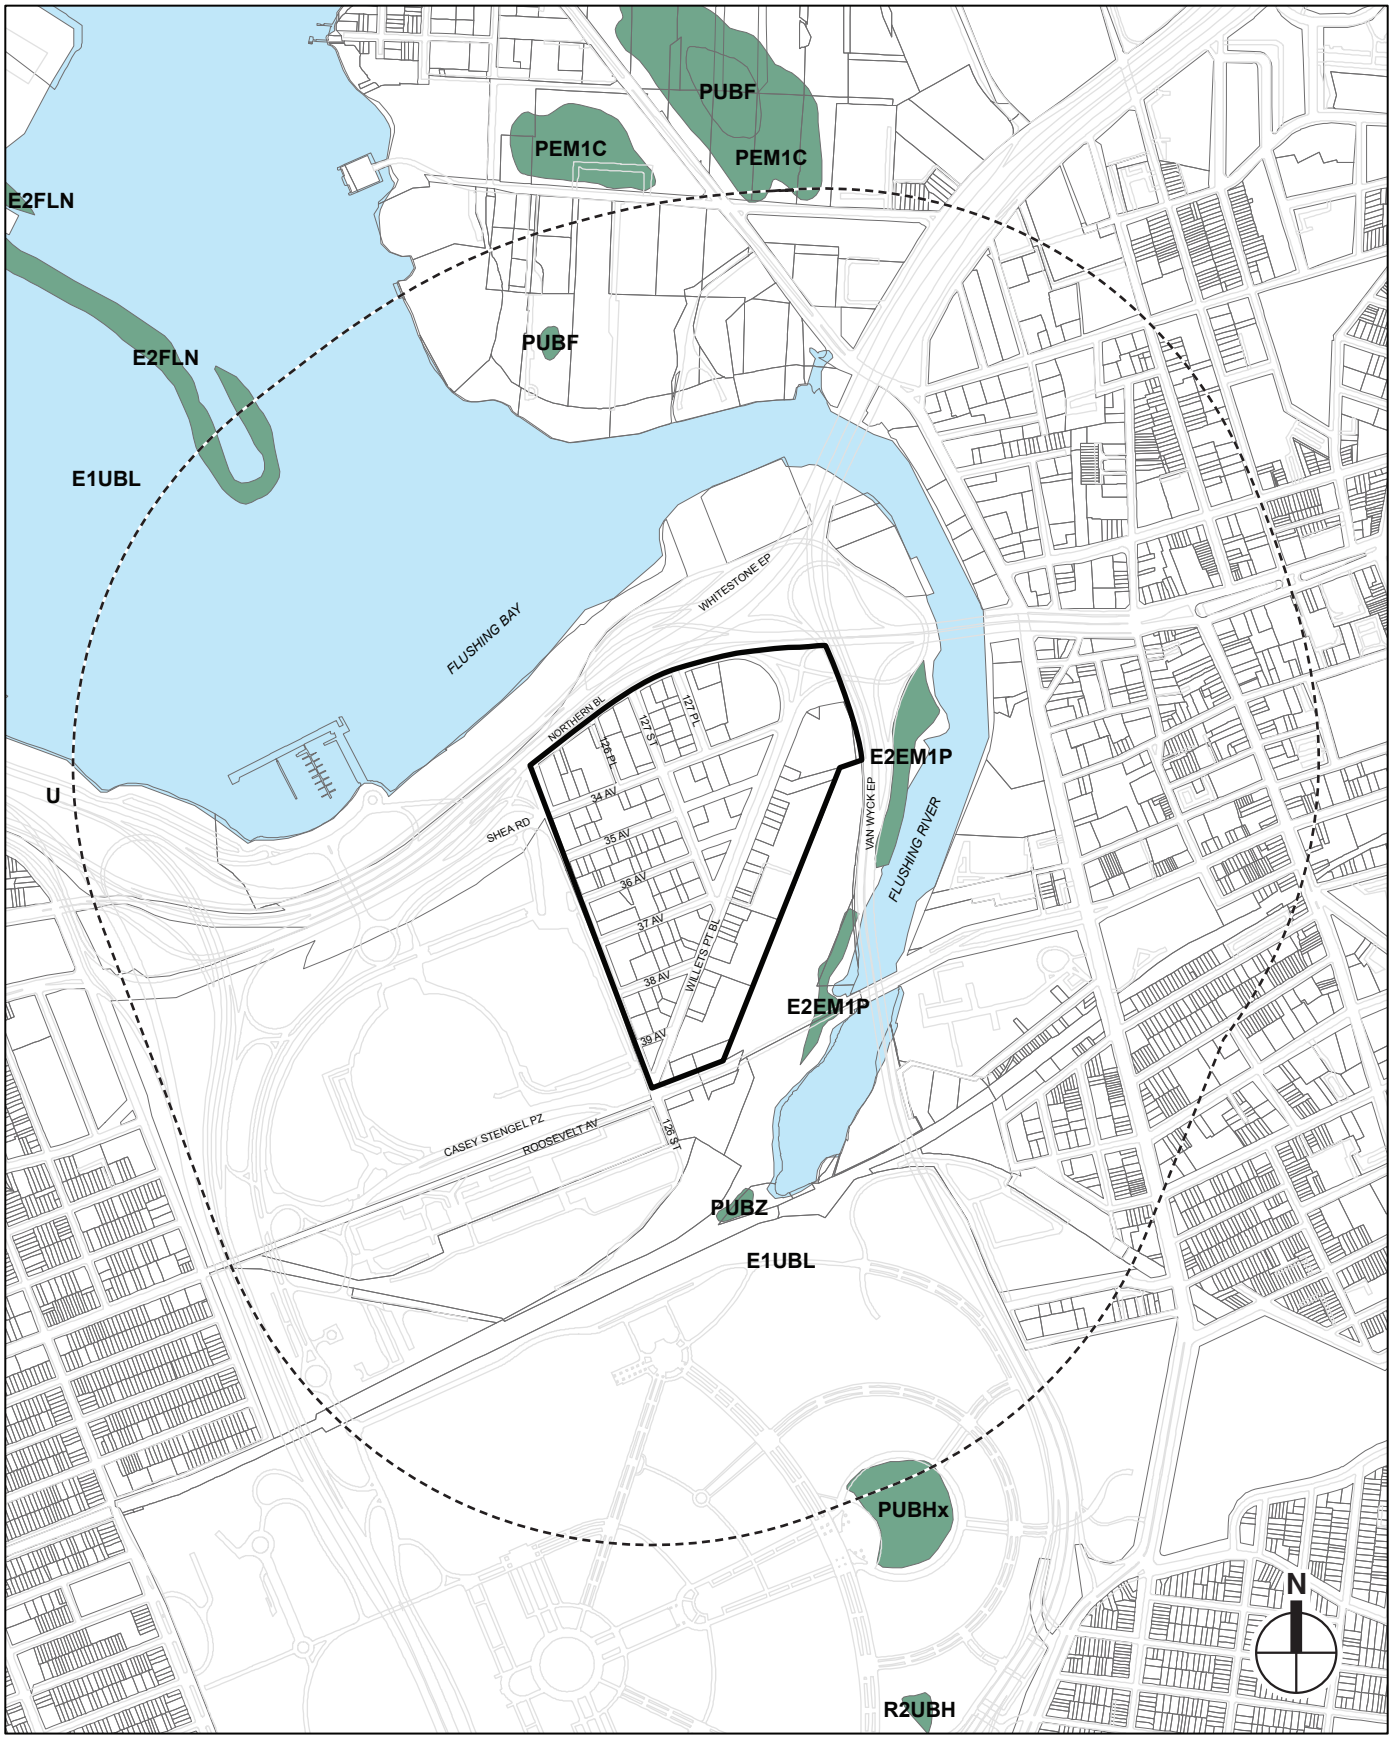 PUBF
PEM1C
PEM1C
E2FLN
PUBF
E2FLN
E1UBL
WHITESTONE EP
FLUSHING BAY
NORTHERN BL
127 PL
127 ST
126 PL
E2EM1P
U
34 AV
VAN WYCK EP
SHEA RD
35 AV
FLUSHING RIVER
36 AV
37 AV
WILLETS PT BL
38 AV
E2EM1P
39 AV
CASEY STENGEL PZ
ROOSEVELT AV
126 ST
PUBZ
E1UBL
PUBHx
N
R2UBH